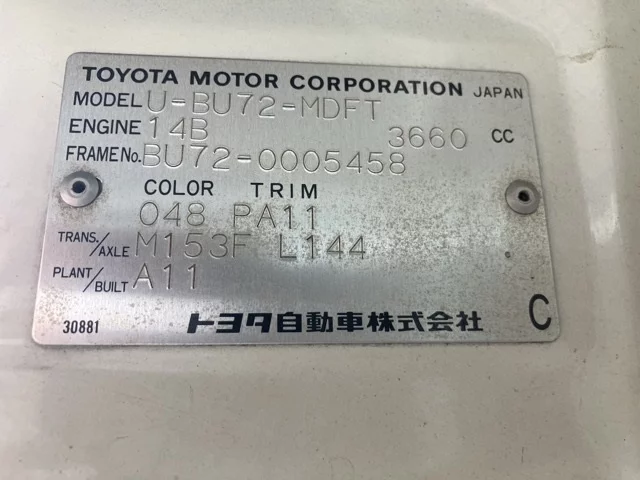 TOYOTA MOTOR CORPORATION JAPAN
MODEL U-BU72-MDFT
ENGINE 14B 3660 CC
FRAME No. BU72-0005458
COLOR TRIM
048 PA11
TRANS./AXLE M153F L144
PLANT/BUILT A11
30881 トヨタ自動車株式会社 C